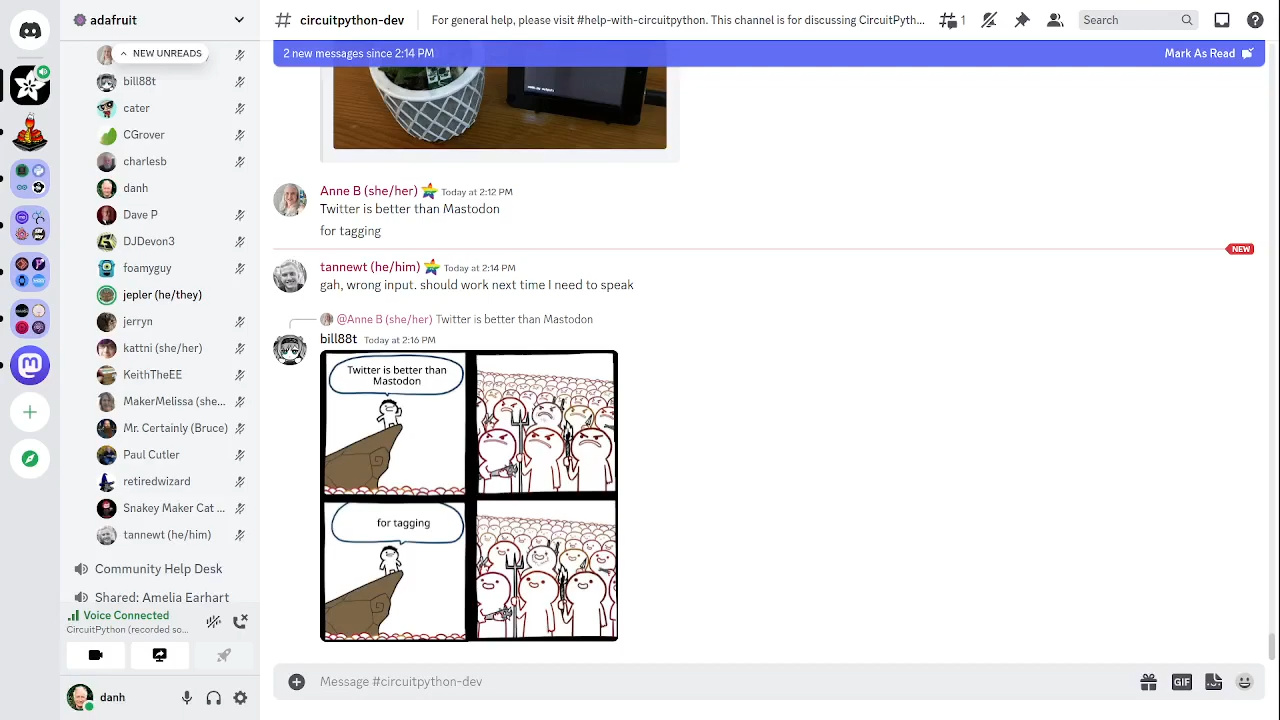 adafruit
NEW UNREADS
bill88t
cater
CGrover
charlesb
danh
Dave P
DJDevon3
foamyguy
jepler (he/they)
jerryn
kattni (she/her)
KeithTheEE
MakerMelissa (she...
Mr. Certainly (Bruce)
Paul Cutler
retiredwizard
Snakey Maker Cat ...
tannewt (he/him)
Community Help Desk
Shared: Amelia Earhart
Voice Connected
CircuitPython (recorded so...
danh
circuitpython-dev
For general help, please visit #help-with-circuitpython. This channel is for discussing CircuitPyth...
1
Search
2 new messages since 2:14 PM
Mark As Read
Anne B (she/her) Today at 2:12 PM
Twitter is better than Mastodon
for tagging
NEW
tannewt (he/him) Today at 2:14 PM
gah, wrong input. should work next time I need to speak
@Anne B (she/her) Twitter is better than Mastodon
bill88t Today at 2:16 PM
Twitter is better than
Mastodon
for tagging
Message #circuitpython-dev
GIF